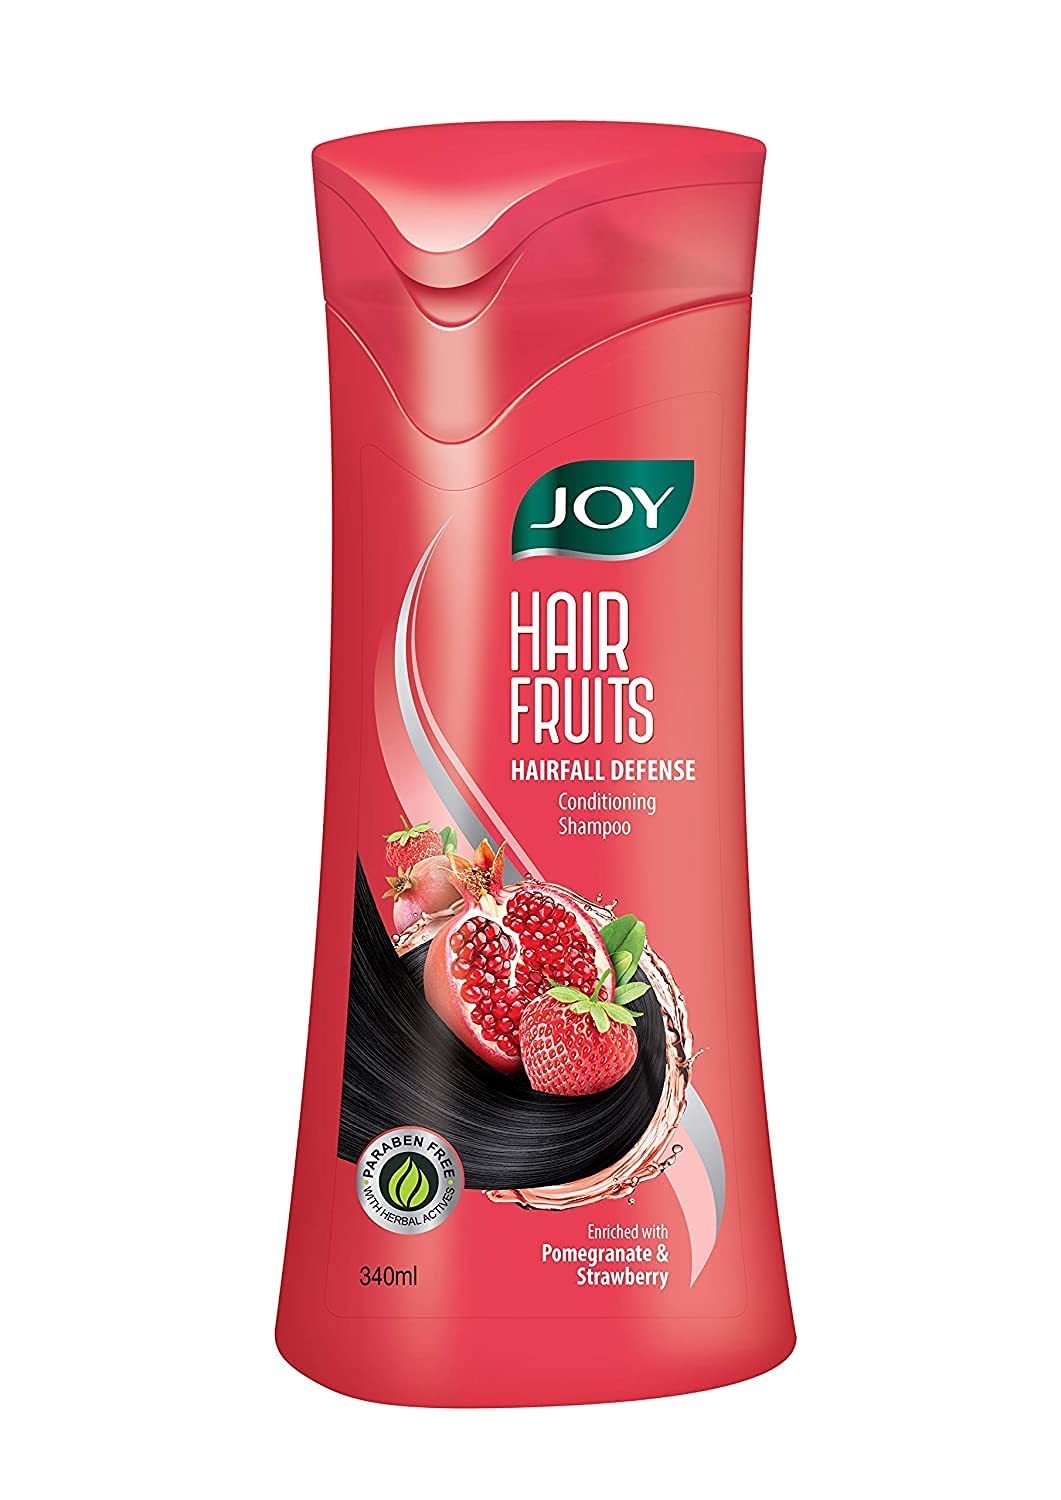 JOY
HAIR
FRUITS
HAIRFALL DEFENSE
Conditioning
Shampoo
PARABEN FREE
WITH HERBAL ACTIVES
340ml
Enriched with
Pomegranate &
Strawberry